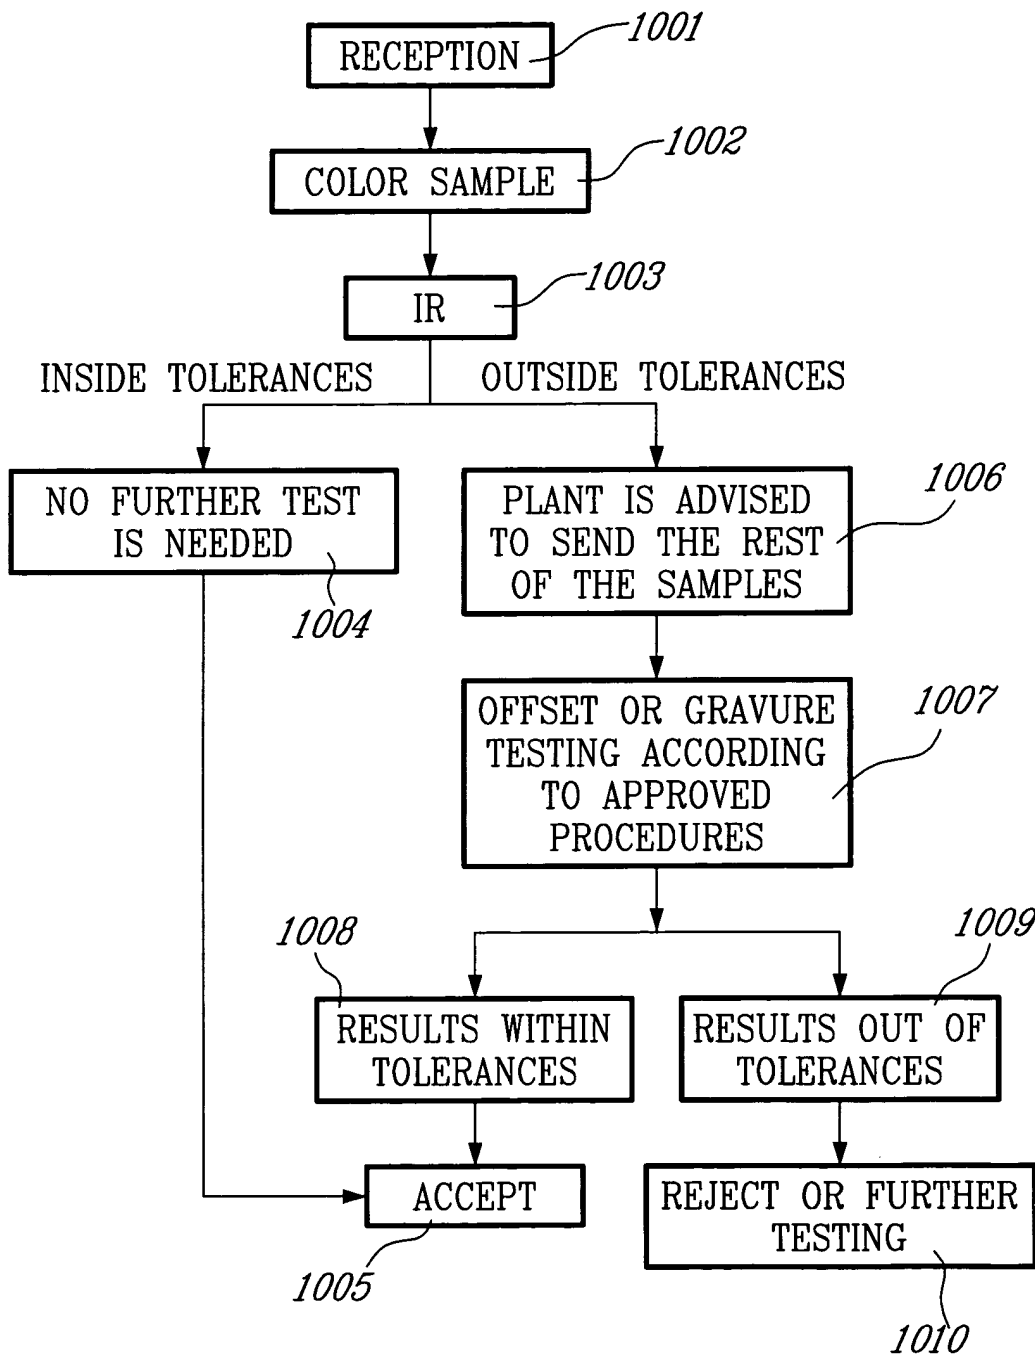 1001
RECEPTION
1002
COLOR SAMPLE
1003
IR
INSIDE TOLERANCES
OUTSIDE TOLERANCES
NO FURTHER TEST
IS NEEDED
1004
1006
PLANT IS ADVISED
TO SEND THE REST
OF THE SAMPLES
1007
OFFSET OR GRAVURE
TESTING ACCORDING
TO APPROVED
PROCEDURES
1008
RESULTS WITHIN
TOLERANCES
1009
RESULTS OUT OF
TOLERANCES
ACCEPT
1005
REJECT OR FURTHER
TESTING
1010